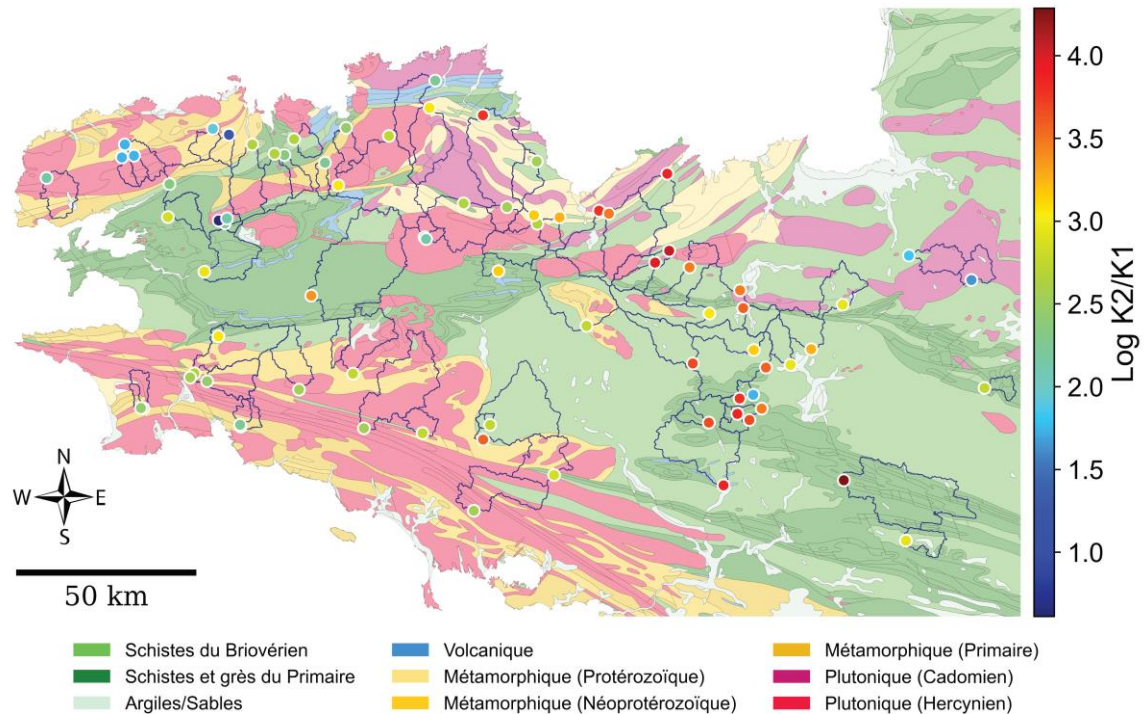 4.0
3.5
3.0
2.5
2.0
1.5
1.0
Log K2/K1
N
W E
S
50 km
Schistes du Briovérien
Schistes et grès du Primaire
Argiles/Sables
Volcanique
Métamorphique (Protérozoïque)
Métamorphique (Néoprotérozoïque)
Métamorphique (Primaire)
Plutonique (Cadomien)
Plutonique (Hercynien)